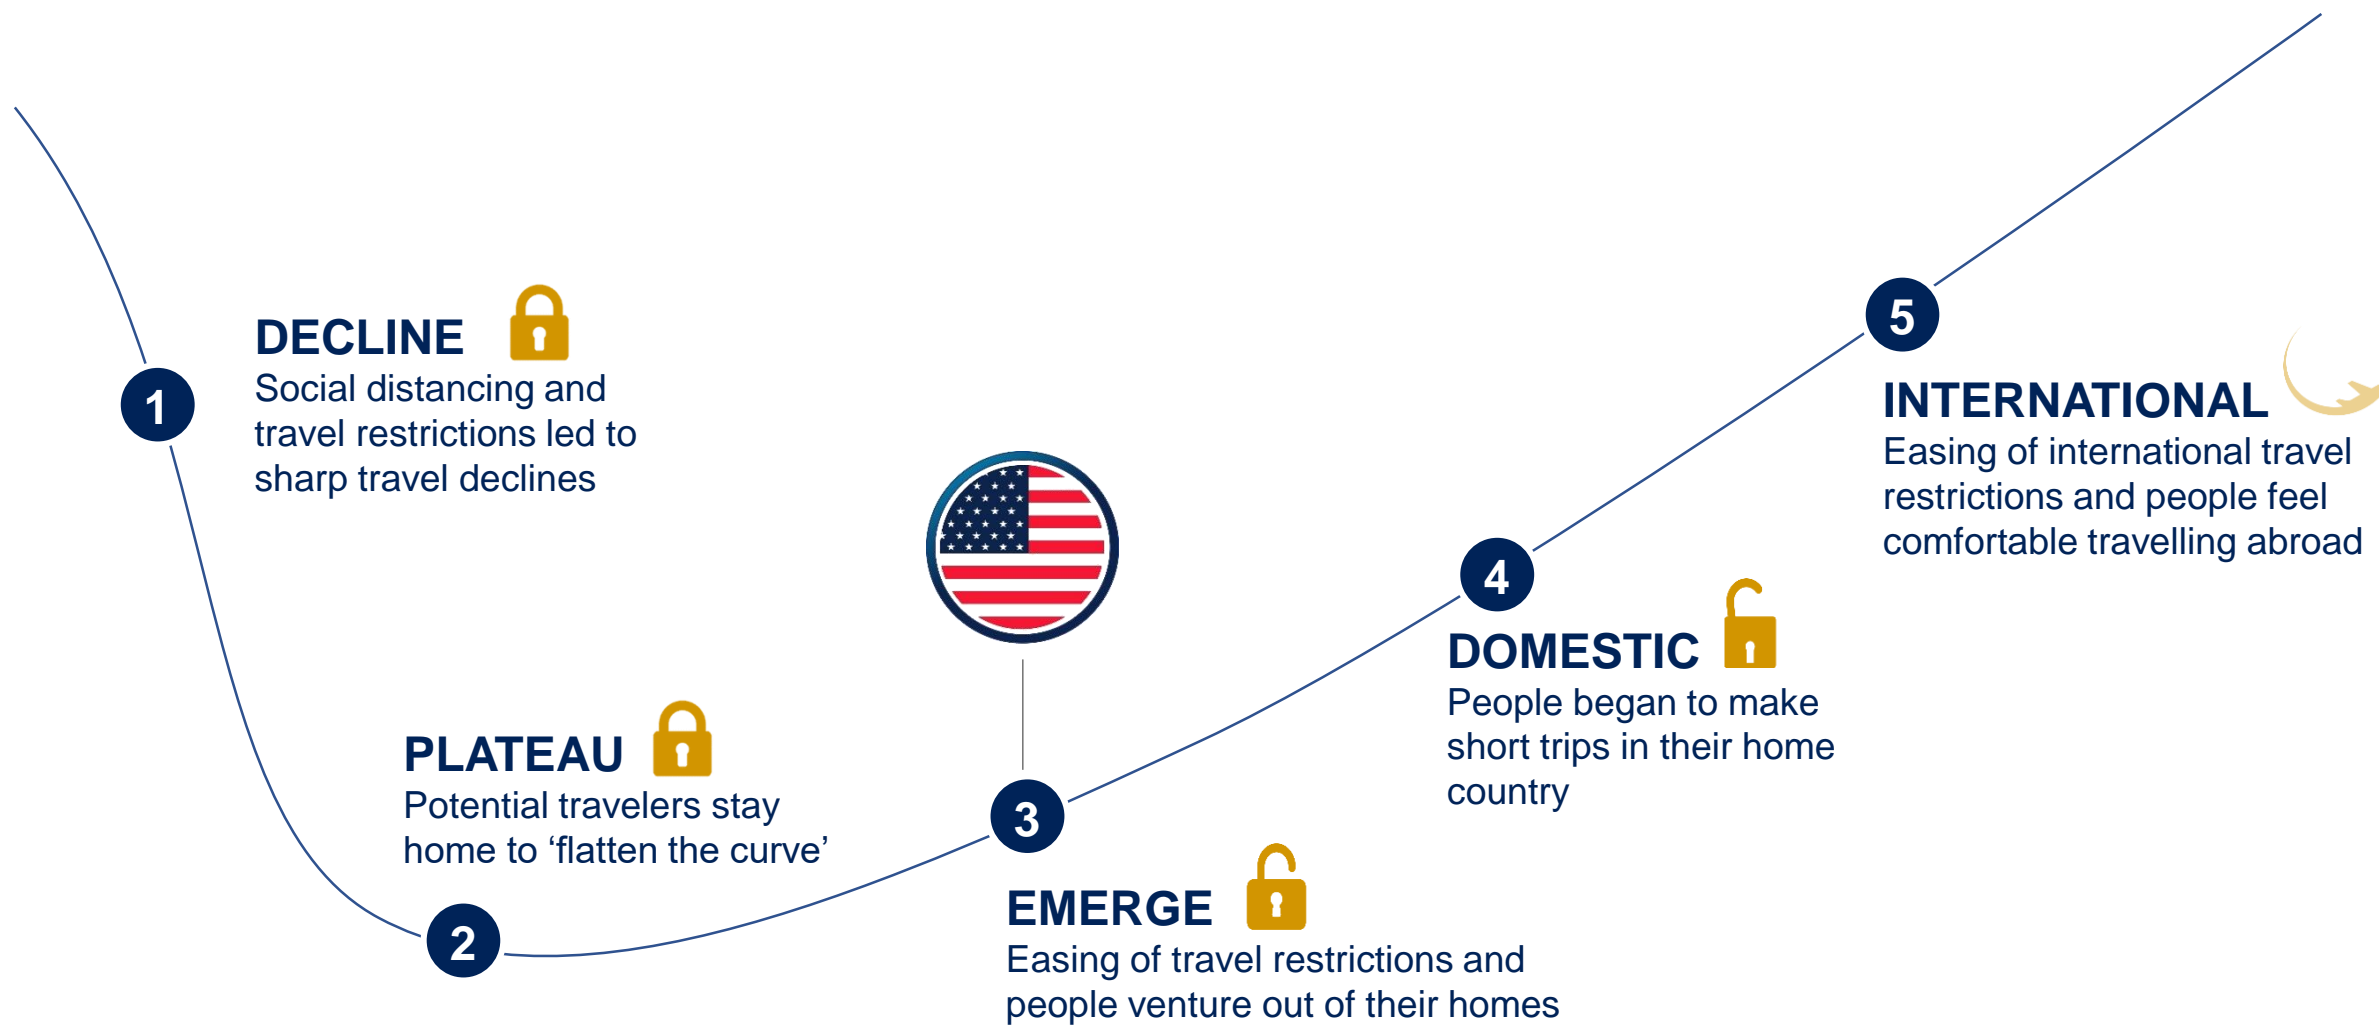 1
DECLINE
Social distancing and
travel restrictions led to
sharp travel declines
2
PLATEAU
Potential travelers stay
home to ‘flatten the curve’
3
EMERGE
Easing of travel restrictions and
people venture out of their homes
4
DOMESTIC
People began to make
short trips in their home
country
5
INTERNATIONAL
Easing of international travel
restrictions and people feel
comfortable travelling abroad